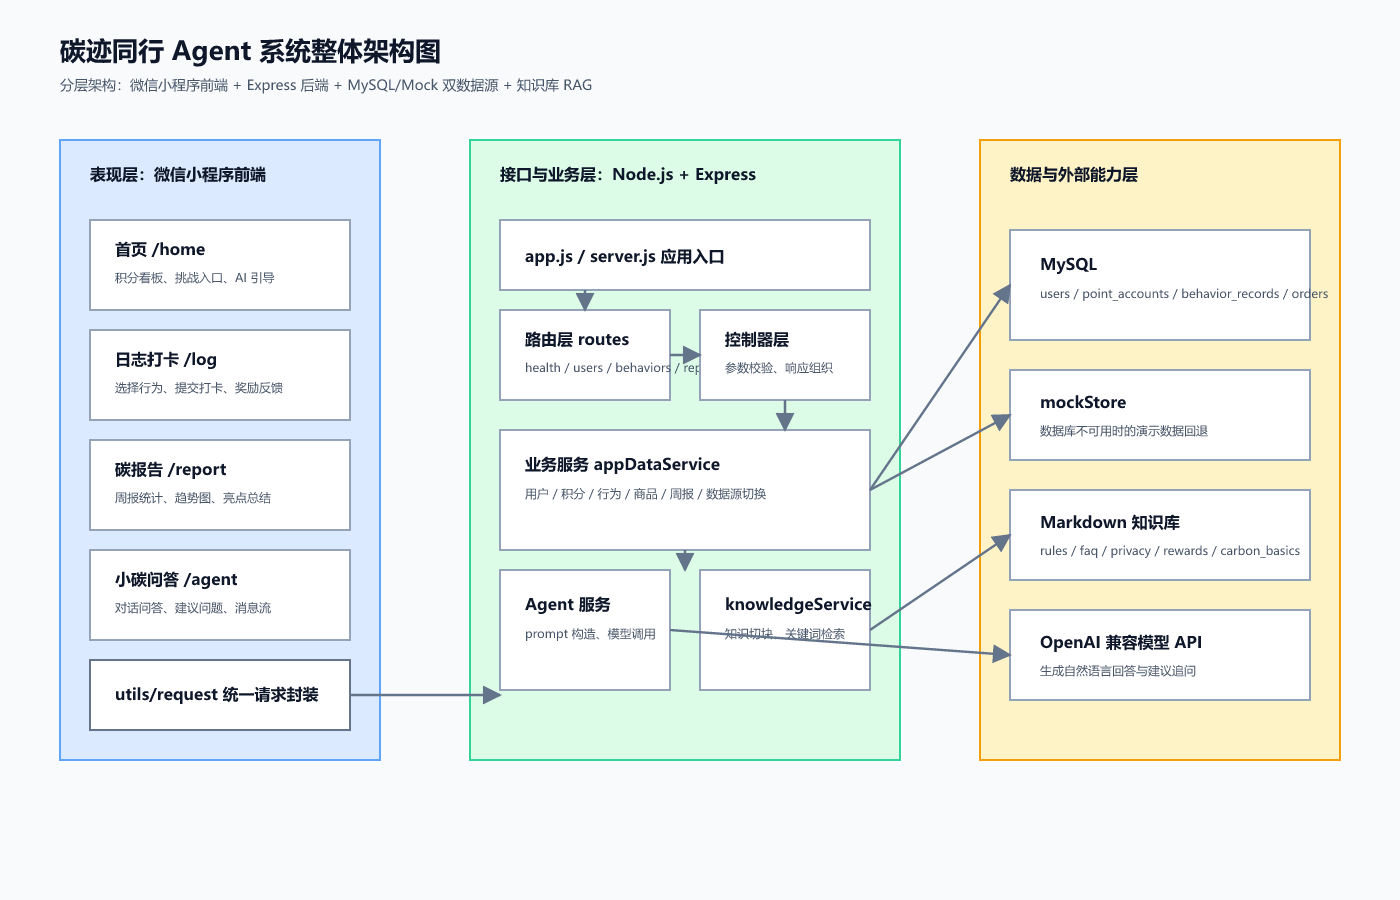 碳迹同行 Agent 系统整体架构图
分层架构：微信小程序前端 + Express 后端 + MySQL/Mock 双数据源 + 知识库 RAG
表现层：微信小程序前端
首页 /home
积分看板、挑战入口、AI 引导
日志打卡 /log
选择行为、提交打卡、奖励反馈
碳报告 /report
周报统计、趋势图、亮点总结
小碳问答 /agent
对话问答、建议问题、消息流
utils/request 统一请求封装
接口与业务层：Node.js + Express
app.js / server.js 应用入口
路由层 routes
health / users / behaviors /
控制器层
参数校验、响应组织
业务服务 appDataService
用户 / 积分 / 行为 / 商品 / 周报 / 数据源切换
Agent 服务
prompt 构造、模型调用
knowledgeService
知识切块、关键词检索
数据与外部能力层
MySQL
users / point_accounts / behavior_records / orders
mockStore
数据库不可用时的演示数据回退
Markdown 知识库
rules / faq / privacy / rewards / carbon_basics
OpenAI 兼容模型 API
生成自然语言回答与建议追问